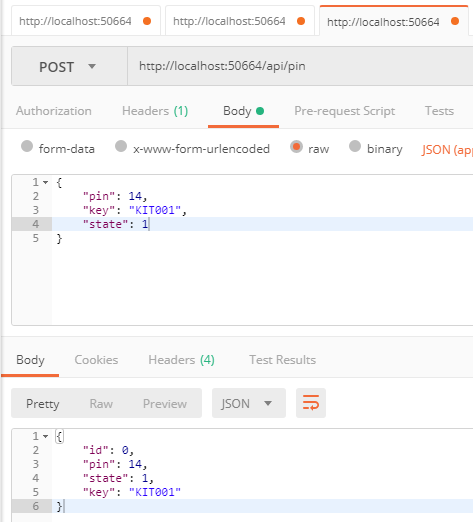 http://localhost:50664 http://localhost:50664 http://localhost:50664
POST http://localhost:50664/api/pin
Authorization Headers (1) Body Pre-request Script Tests
form-data x-www-form-urlencoded raw binary JSON (app
1 {
2 "pin": 14,
3 "key": "KIT001",
4 "state": 1
5 }
Body Cookies Headers (4) Test Results
Pretty Raw Preview JSON
1 {
2 "id": 0,
3 "pin": 14,
4 "state": 1,
5 "key": "KIT001"
6 }